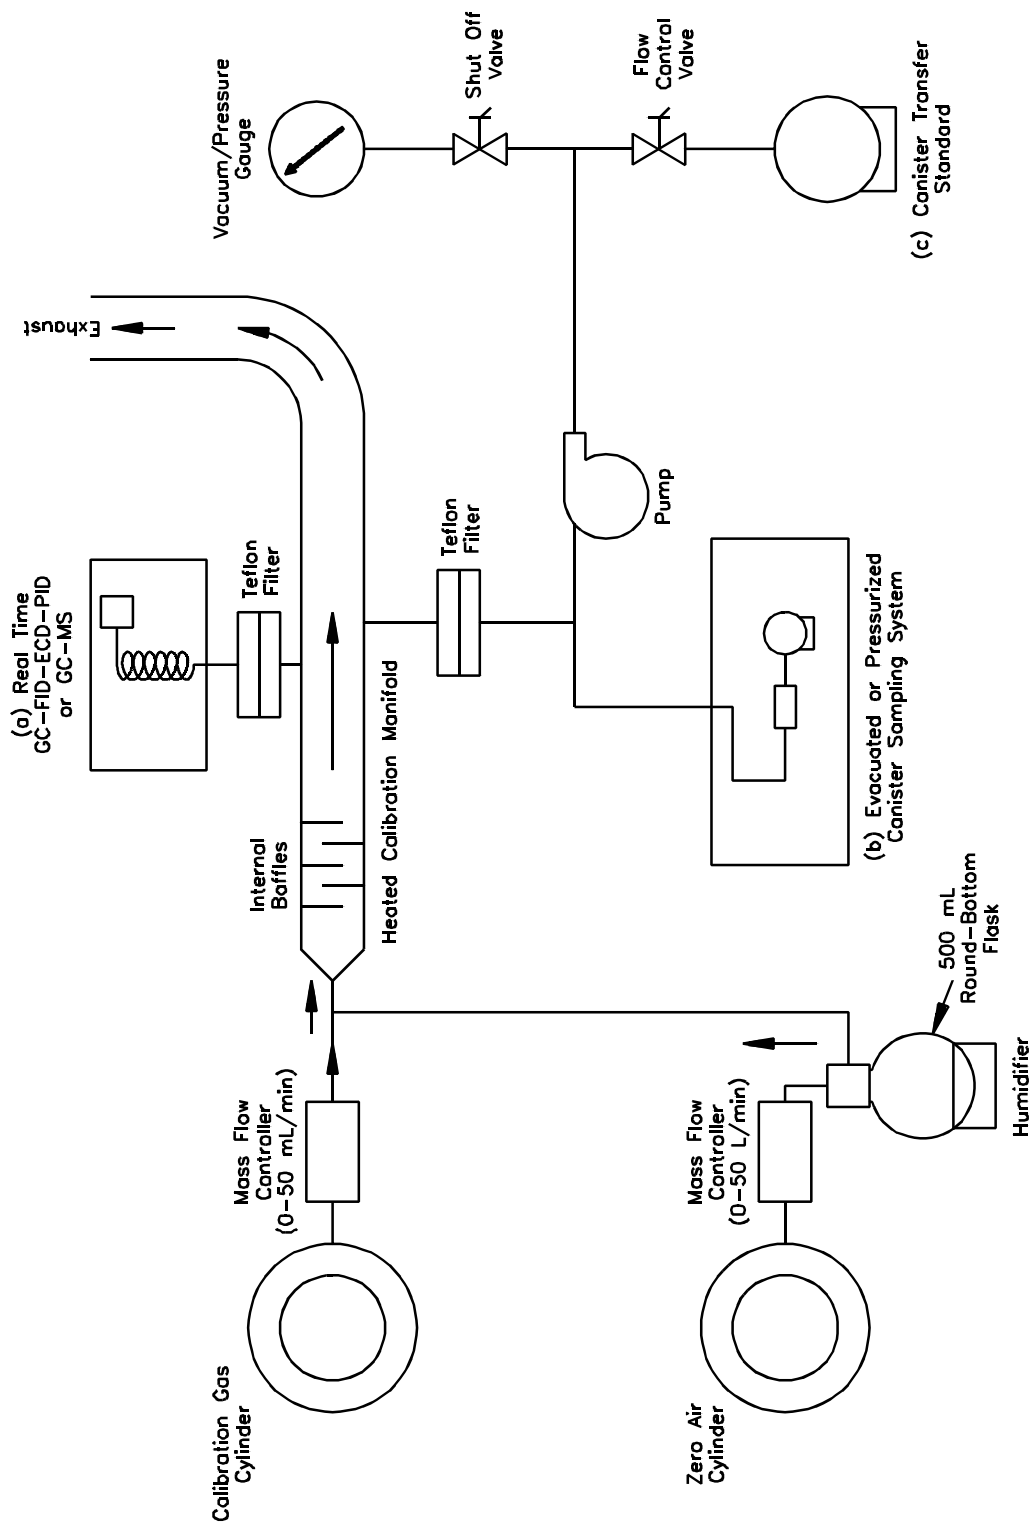 (a) Real Time
GC-FID-ECD-PID
or GC-MS
Exhaust
Vacuum/Pressure
Gauge
Shut Off
Valve
Flow
Control
Valve
Teflon
Filter
Teflon
Filter
Internal
Baffles
Heated Calibration Manifold
Pump
(c) Canister Transfer
Standard
(b) Evacuated or Pressurized
Canister Sampling System
Calibration Gas
Cylinder
Mass Flow
Controller
(0-50 mL/min)
Zero Air
Cylinder
Mass Flow
Controller
(0-50 L/min)
500 mL
Round-Bottom
Flask
Humidifier